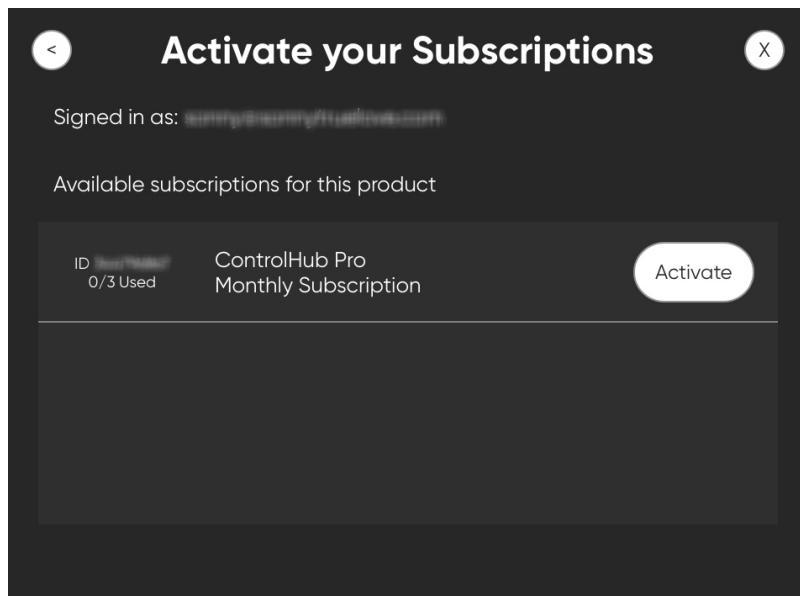 <
Activate your Subscriptions
X
Signed in as:
Available subscriptions for this product
ID
0/3 Used
ControlHub Pro
Monthly Subscription
Activate